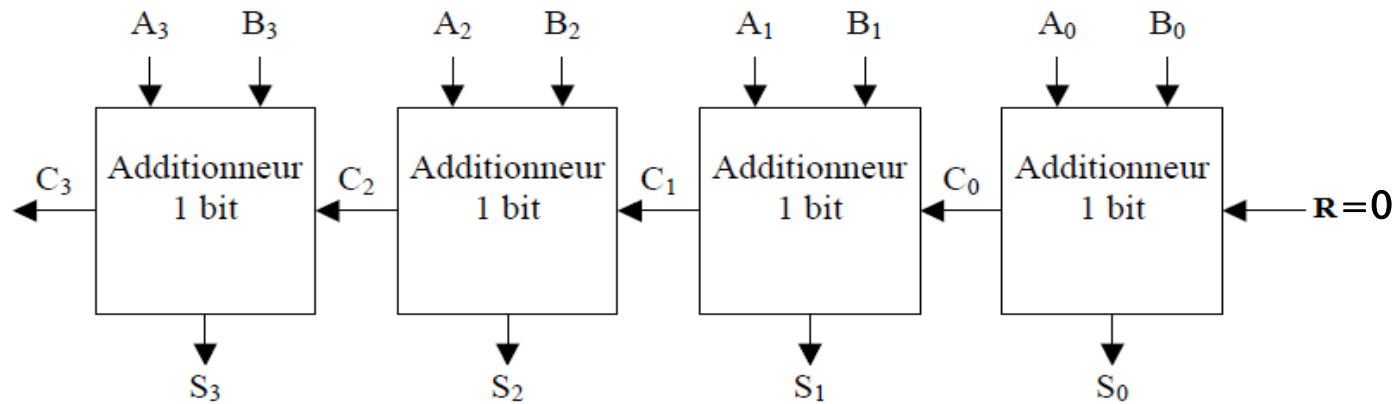 A₃ B₃ A₂ B₂ A₁ B₁ A₀ B₀
Additionneur Additionneur Additionneur Additionneur
C₃ 1 bit C₂ 1 bit C₁ 1 bit C₀ 1 bit R=0
S₃ S₂ S₁ S₀